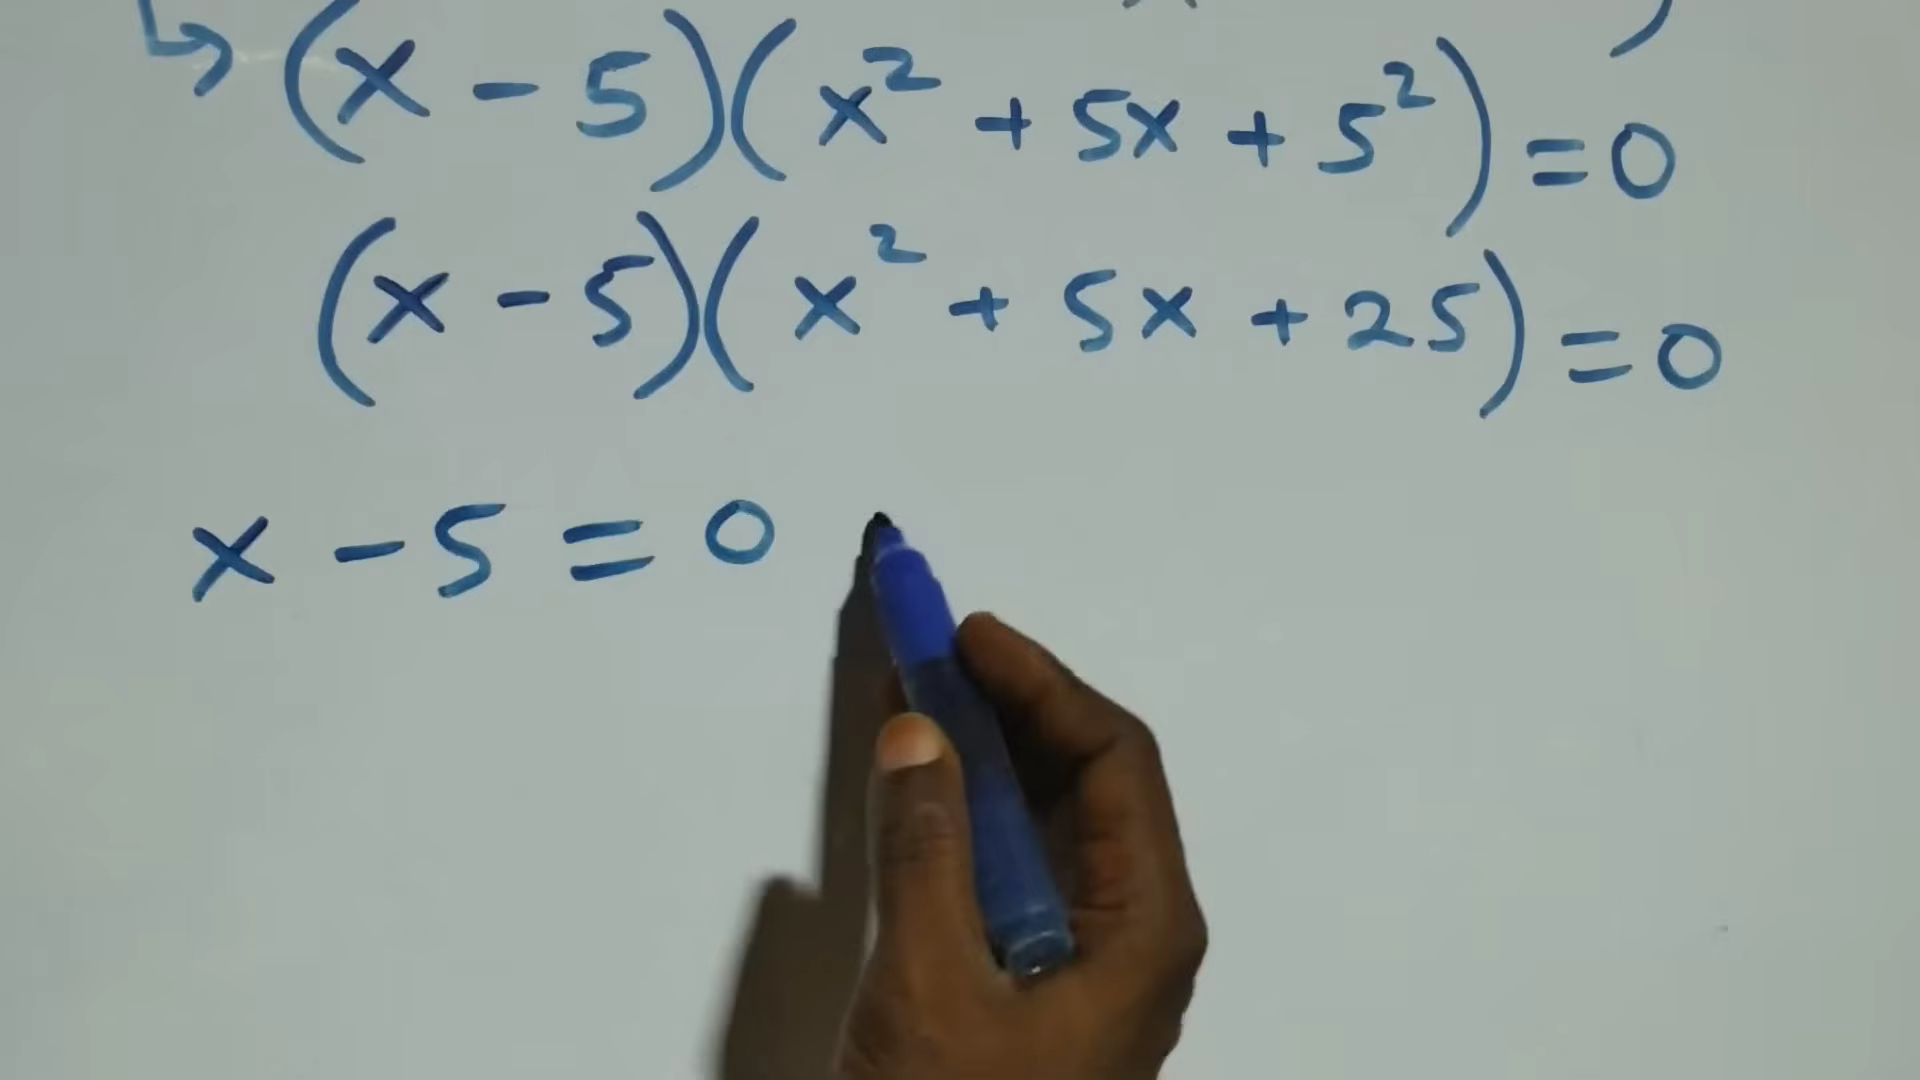 ↳ (x - 5)(x² + 5x + 5²) = 0
(x - 5)(x² + 5x + 25) = 0
x - 5 = 0